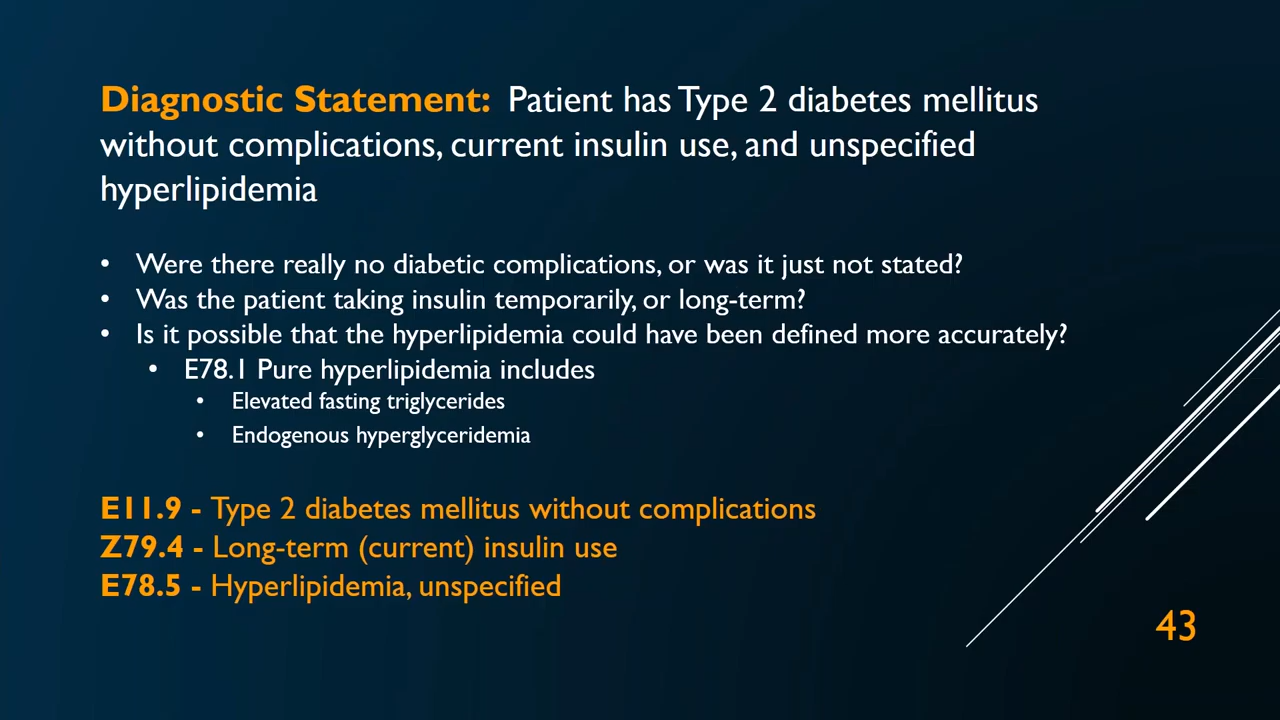 Diagnostic Statement: Patient has Type 2 diabetes mellitus
without complications, current insulin use, and unspecified
hyperlipidemia
• Were there really no diabetic complications, or was it just not stated?
• Was the patient taking insulin temporarily, or long-term?
• Is it possible that the hyperlipidemia could have been defined more accurately?
• E78.1 Pure hyperlipidemia includes
• Elevated fasting triglycerides
• Endogenous hyperglyceridemia
E11.9 - Type 2 diabetes mellitus without complications
Z79.4 - Long-term (current) insulin use
E78.5 - Hyperlipidemia, unspecified
43